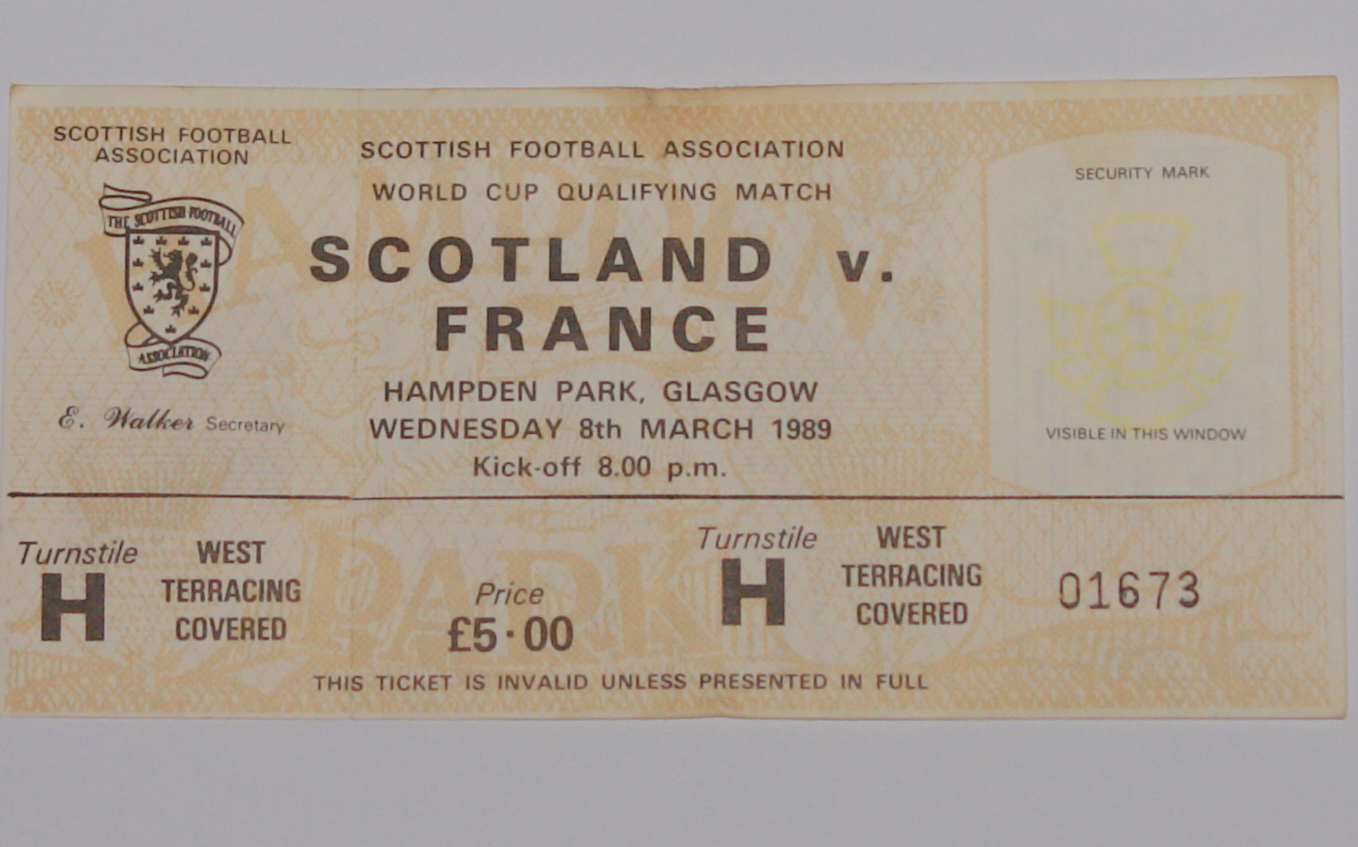 SCOTTISH FOOTBALL
ASSOCIATION
THE SCOTTISH FOOTBALL
ASSOCIATION
E. Walker Secretary
SCOTTISH FOOTBALL ASSOCIATION
WORLD CUP QUALIFYING MATCH
SCOTLAND v.
FRANCE
HAMPDEN PARK, GLASGOW
WEDNESDAY 8th MARCH 1989
Kick-off 8.00 p.m.
SECURITY MARK
VISIBLE IN THIS WINDOW
HAMPDEN
PARK
Turnstile
H
WEST
TERRACING
COVERED
Price
£5·00
Turnstile
H
WEST
TERRACING
COVERED
01673
THIS TICKET IS INVALID UNLESS PRESENTED IN FULL